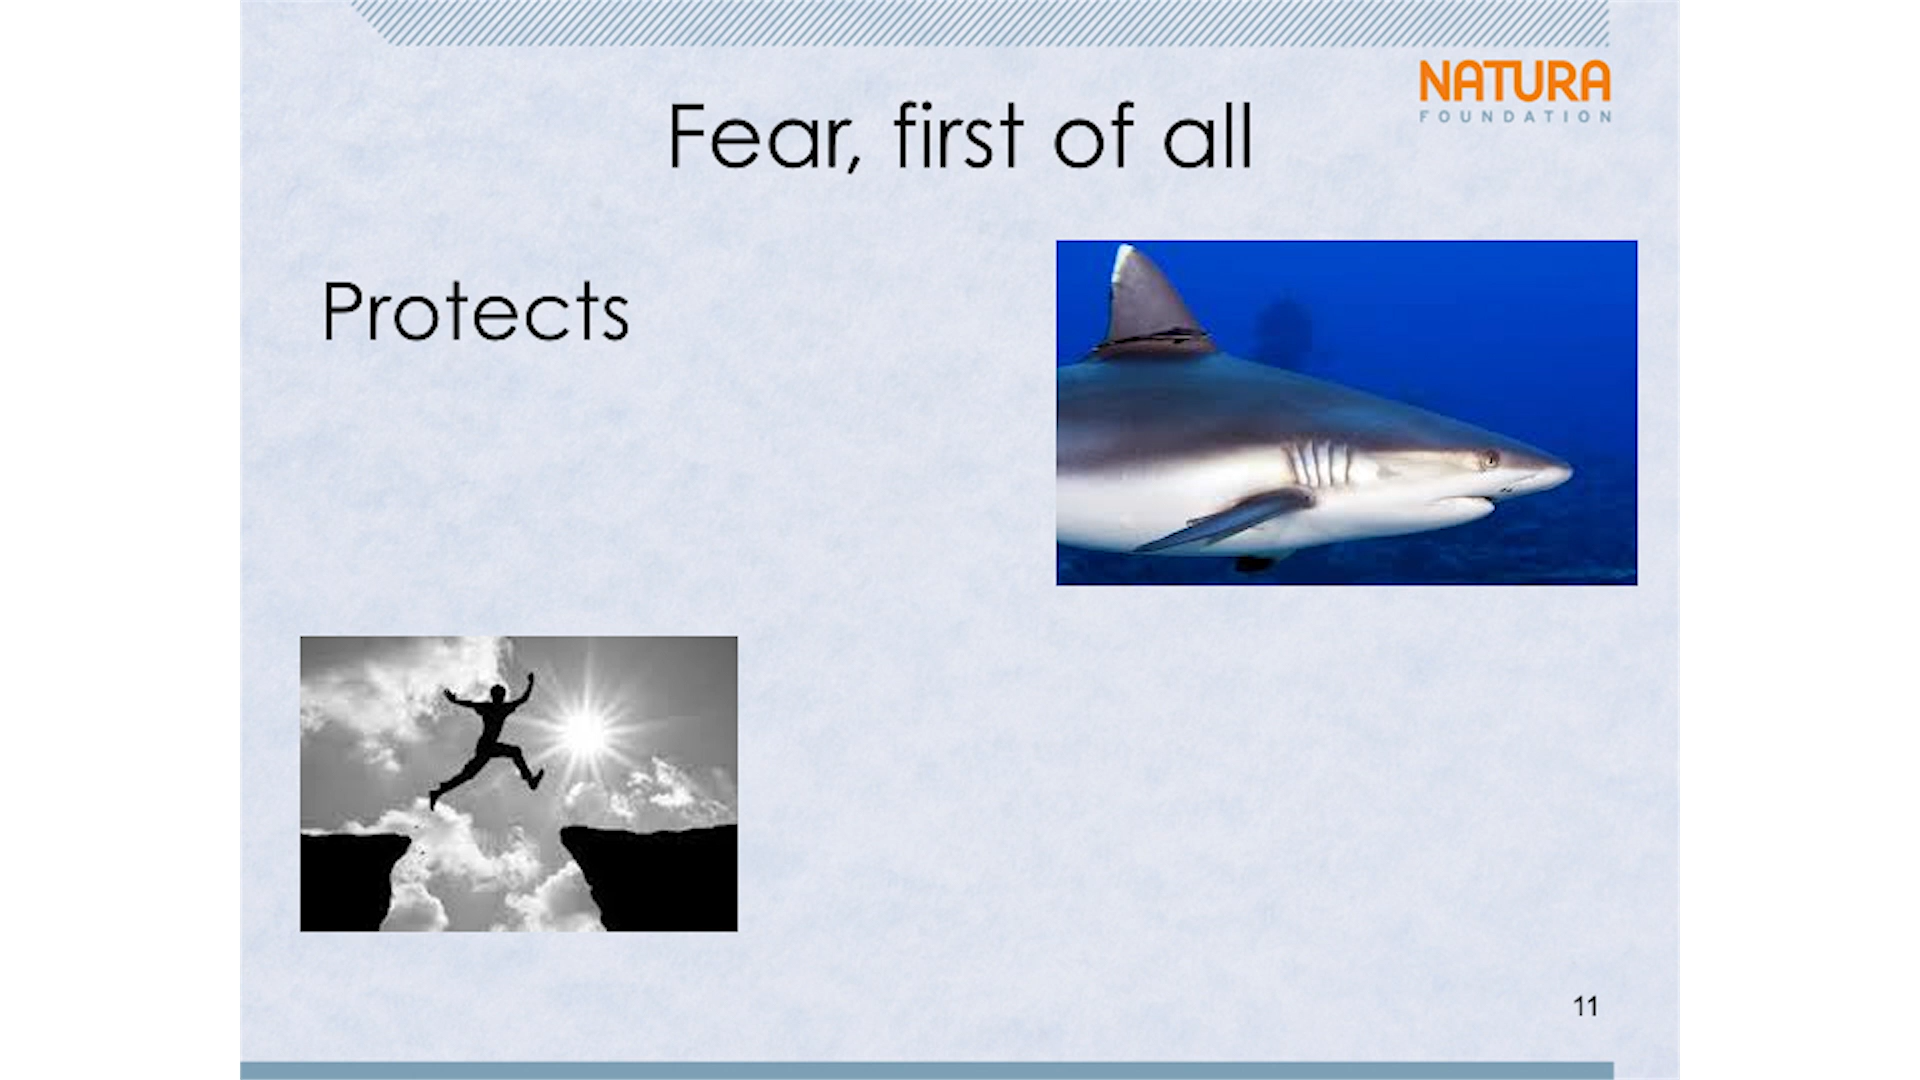 NATURA
FOUNDATION
Fear, first of all
Protects
11